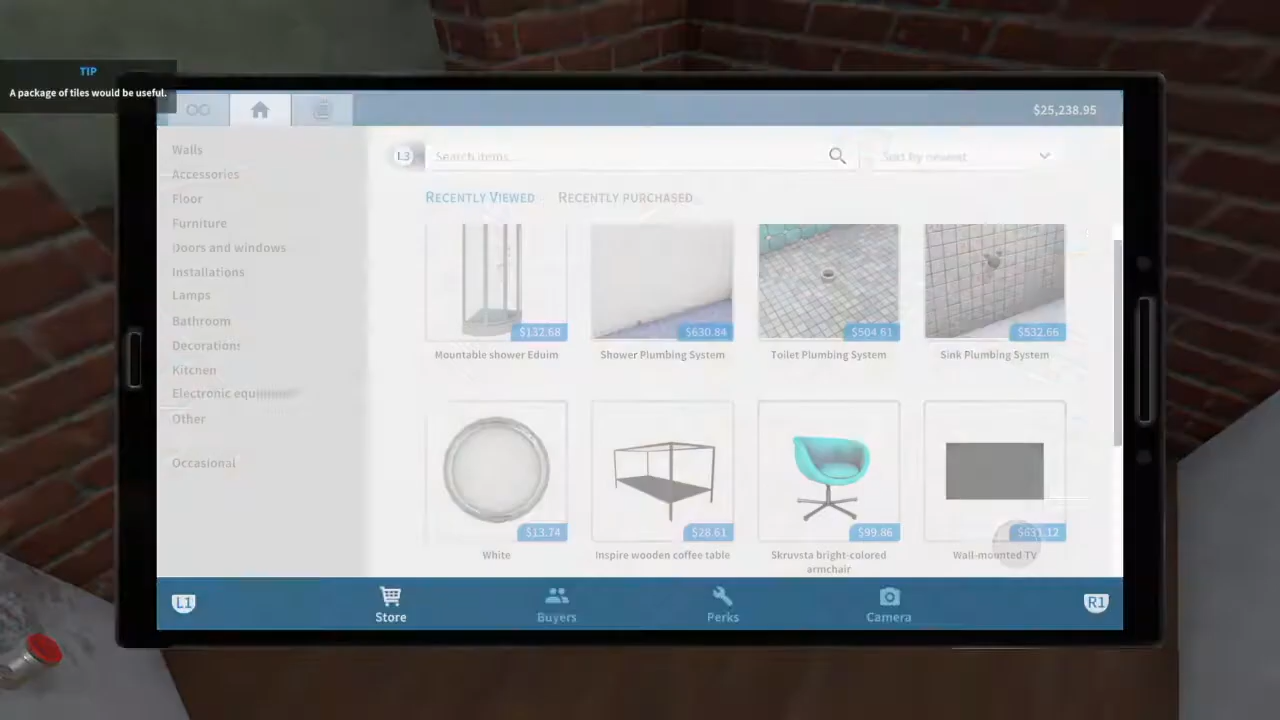 TIP
A package of tiles would be useful.
$25,238.95
Walls
Accessories
Floor
Furniture
Doors and windows
Installations
Lamps
Bathroom
Decorations
Kitchen
Electronic
Other
Occasional
L3
Search items...
Sort by newest
RECENTLY VIEWED
RECENTLY PURCHASED
$132.68
$630.84
$504.61
$532.66
Mountable shower Eduim
Shower Plumbing System
Toilet Plumbing System
Sink Plumbing System
$13.74
$28.61
$99.86
$631.12
White
Inspire wooden coffee table
Skruvsta bright-colored
armchair
Wall-mounted TV
L1
Store
Buyers
Perks
Camera
R1